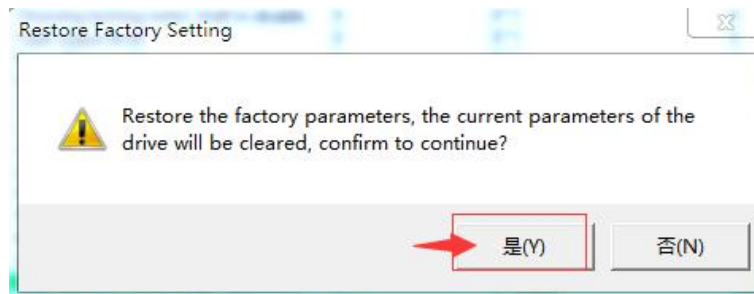 Restore Factory Setting
Restore the factory parameters, the current parameters of the
drive will be cleared, confirm to continue?
是(Y)
否(N)